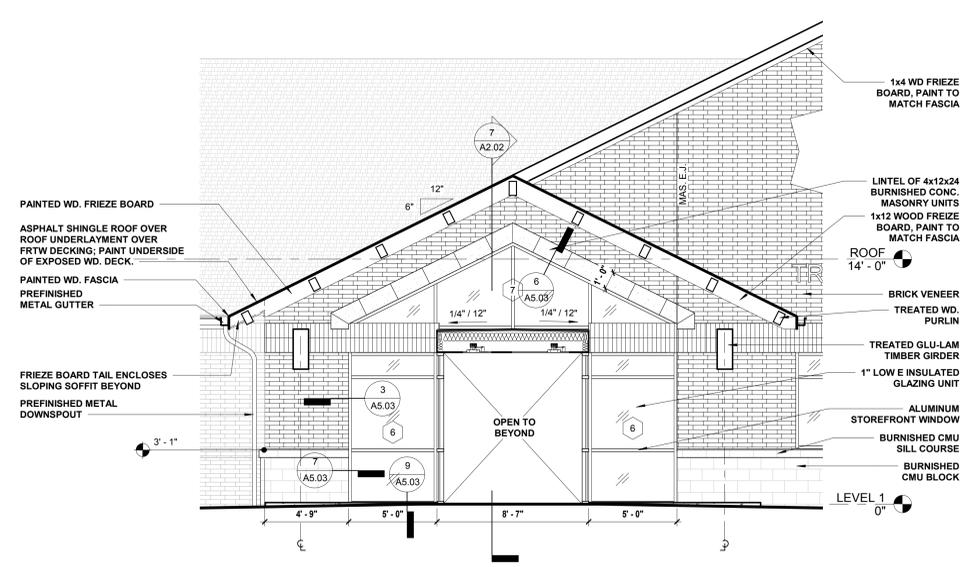 1x4 WD FRIEZE
BOARD, PAINT TO
MATCH FASCIA
7
A2.02
MAS. E.J.
LINTEL OF 4x12x24
BURNISHED CONC.
MASONRY UNITS
12"
6"
PAINTED WD. FRIEZE BOARD
1x12 WOOD FREIZE
BOARD, PAINT TO
MATCH FASCIA
ASPHALT SHINGLE ROOF OVER
ROOF UNDERLAYMENT OVER
FRTW DECKING; PAINT UNDERSIDE
OF EXPOSED WD. DECK.
ROOF
14' - 0"
TR
1' - 0"
PAINTED WD. FASCIA
PREFINISHED
METAL GUTTER
7
6
A5.03
BRICK VENEER
1/4" / 12"
1/4" / 12"
TREATED WD.
PURLIN
TREATED GLU-LAM
TIMBER GIRDER
FRIEZE BOARD TAIL ENCLOSES
SLOPING SOFFIT BEYOND
1" LOW E INSULATED
GLAZING UNIT
3
A5.03
PREFINISHED METAL
DOWNSPOUT
ALUMINUM
STOREFRONT WINDOW
OPEN TO
BEYOND
6
6
3' - 1"
BURNISHED CMU
SILL COURSE
7
A5.03
9
A5.03
BURNISHED
CMU BLOCK
LEVEL 1
0"
4' - 9"
5' - 0"
8' - 7"
5' - 0"